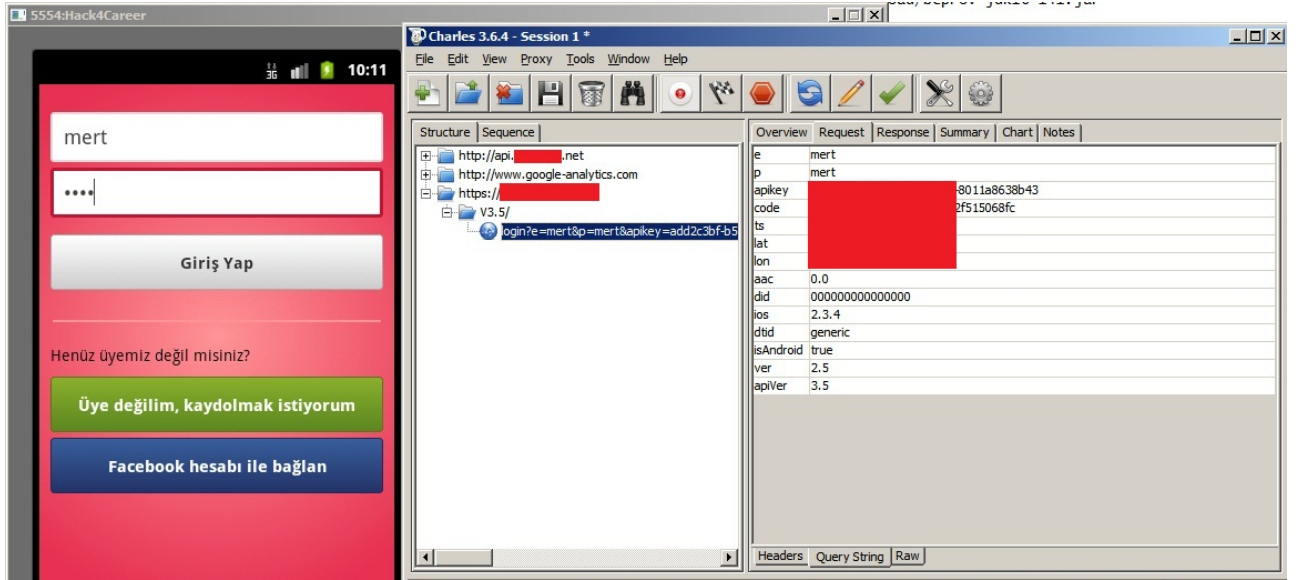 5554:Hack4Career
3G 10:11
mert
••••
Giriş Yap
Henüz üyemiz değil misiniz?
Üye değilim, kaydolmak istiyorum
Facebook hesabı ile bağlan
Charles 3.6.4 - Session 1 *
File Edit View Proxy Tools Window Help
Structure Sequence
http://api. .net
http://www.google-analytics.com
https://
V3.5/
ogin?e=mert&p=mert&apikey=add2c3bf-b5
Overview Request Response Summary Chart Notes
e mert
p mert
apikey -8011a8638b43
code 2f515068fc
ts
lat
lon
aac 0.0
did 000000000000000
ios 2.3.4
dtid generic
isAndroid true
ver 2.5
apiVer 3.5
Headers Query String Raw